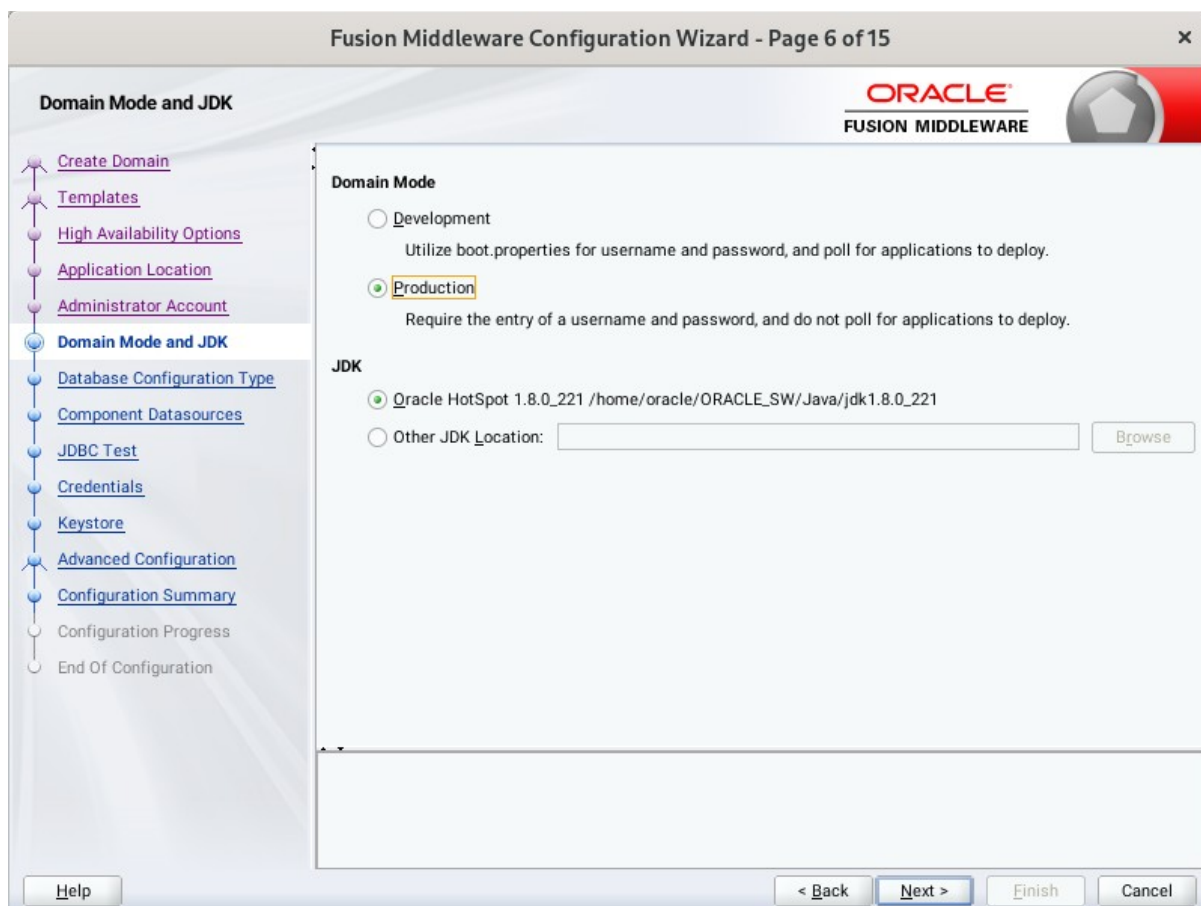 Fusion Middleware Configuration Wizard - Page 6 of 15
Domain Mode and JDK
ORACLE
FUSION MIDDLEWARE
Create Domain
Templates
High Availability Options
Application Location
Administrator Account
Domain Mode and JDK
Database Configuration Type
Component Datasources
JDBC Test
Credentials
Keystore
Advanced Configuration
Configuration Summary
Configuration Progress
End Of Configuration
Domain Mode
Development
Utilize boot.properties for username and password, and poll for applications to deploy.
Production
Require the entry of a username and password, and do not poll for applications to deploy.
JDK
Oracle HotSpot 1.8.0_221 /home/oracle/ORACLE_SW/Java/jdk1.8.0_221
Other JDK Location:
Browse
Help
< Back
Next >
Finish
Cancel